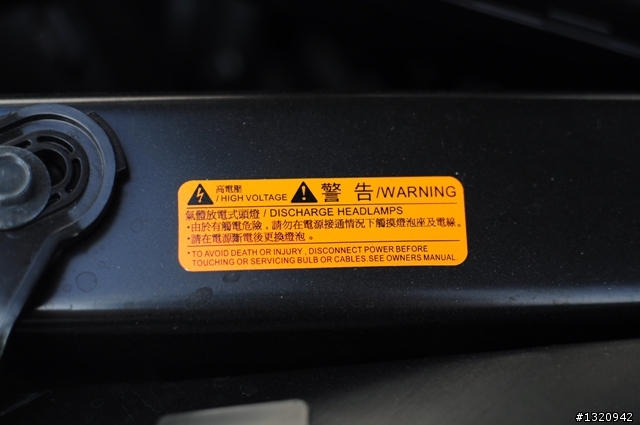 高電壓
/ HIGH VOLTAGE
警告/WARNING
氣體放電式頭燈 / DISCHARGE HEADLAMPS
·由於有觸電危險，請勿在電源接通情況下觸摸燈泡座及電線。
·請在電源斷電後更換燈泡。
·TO AVOID DEATH OR INJURY , DISCONNECT POWER BEFORE
TOUCHING OR SERVICING BULB OR CABLES.SEE OWNERS MANUAL.
#1320942